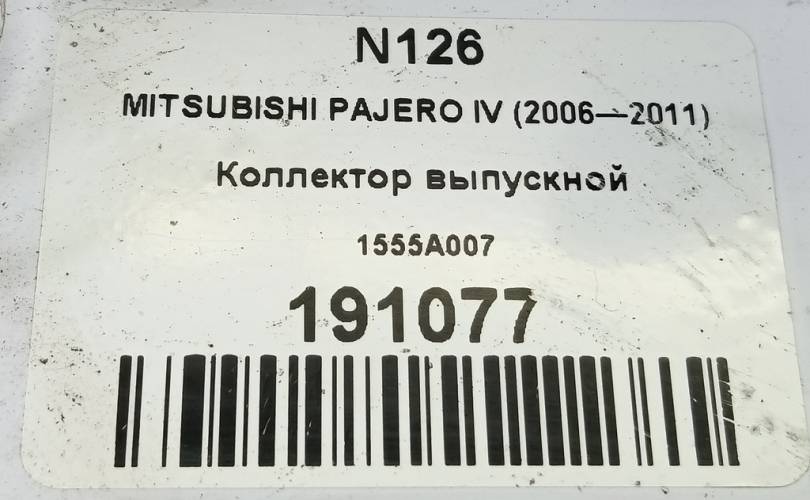 N126
MITSUBISHI PAJERO IV (2006—2011)
Коллектор выпускной
1555A007
191077